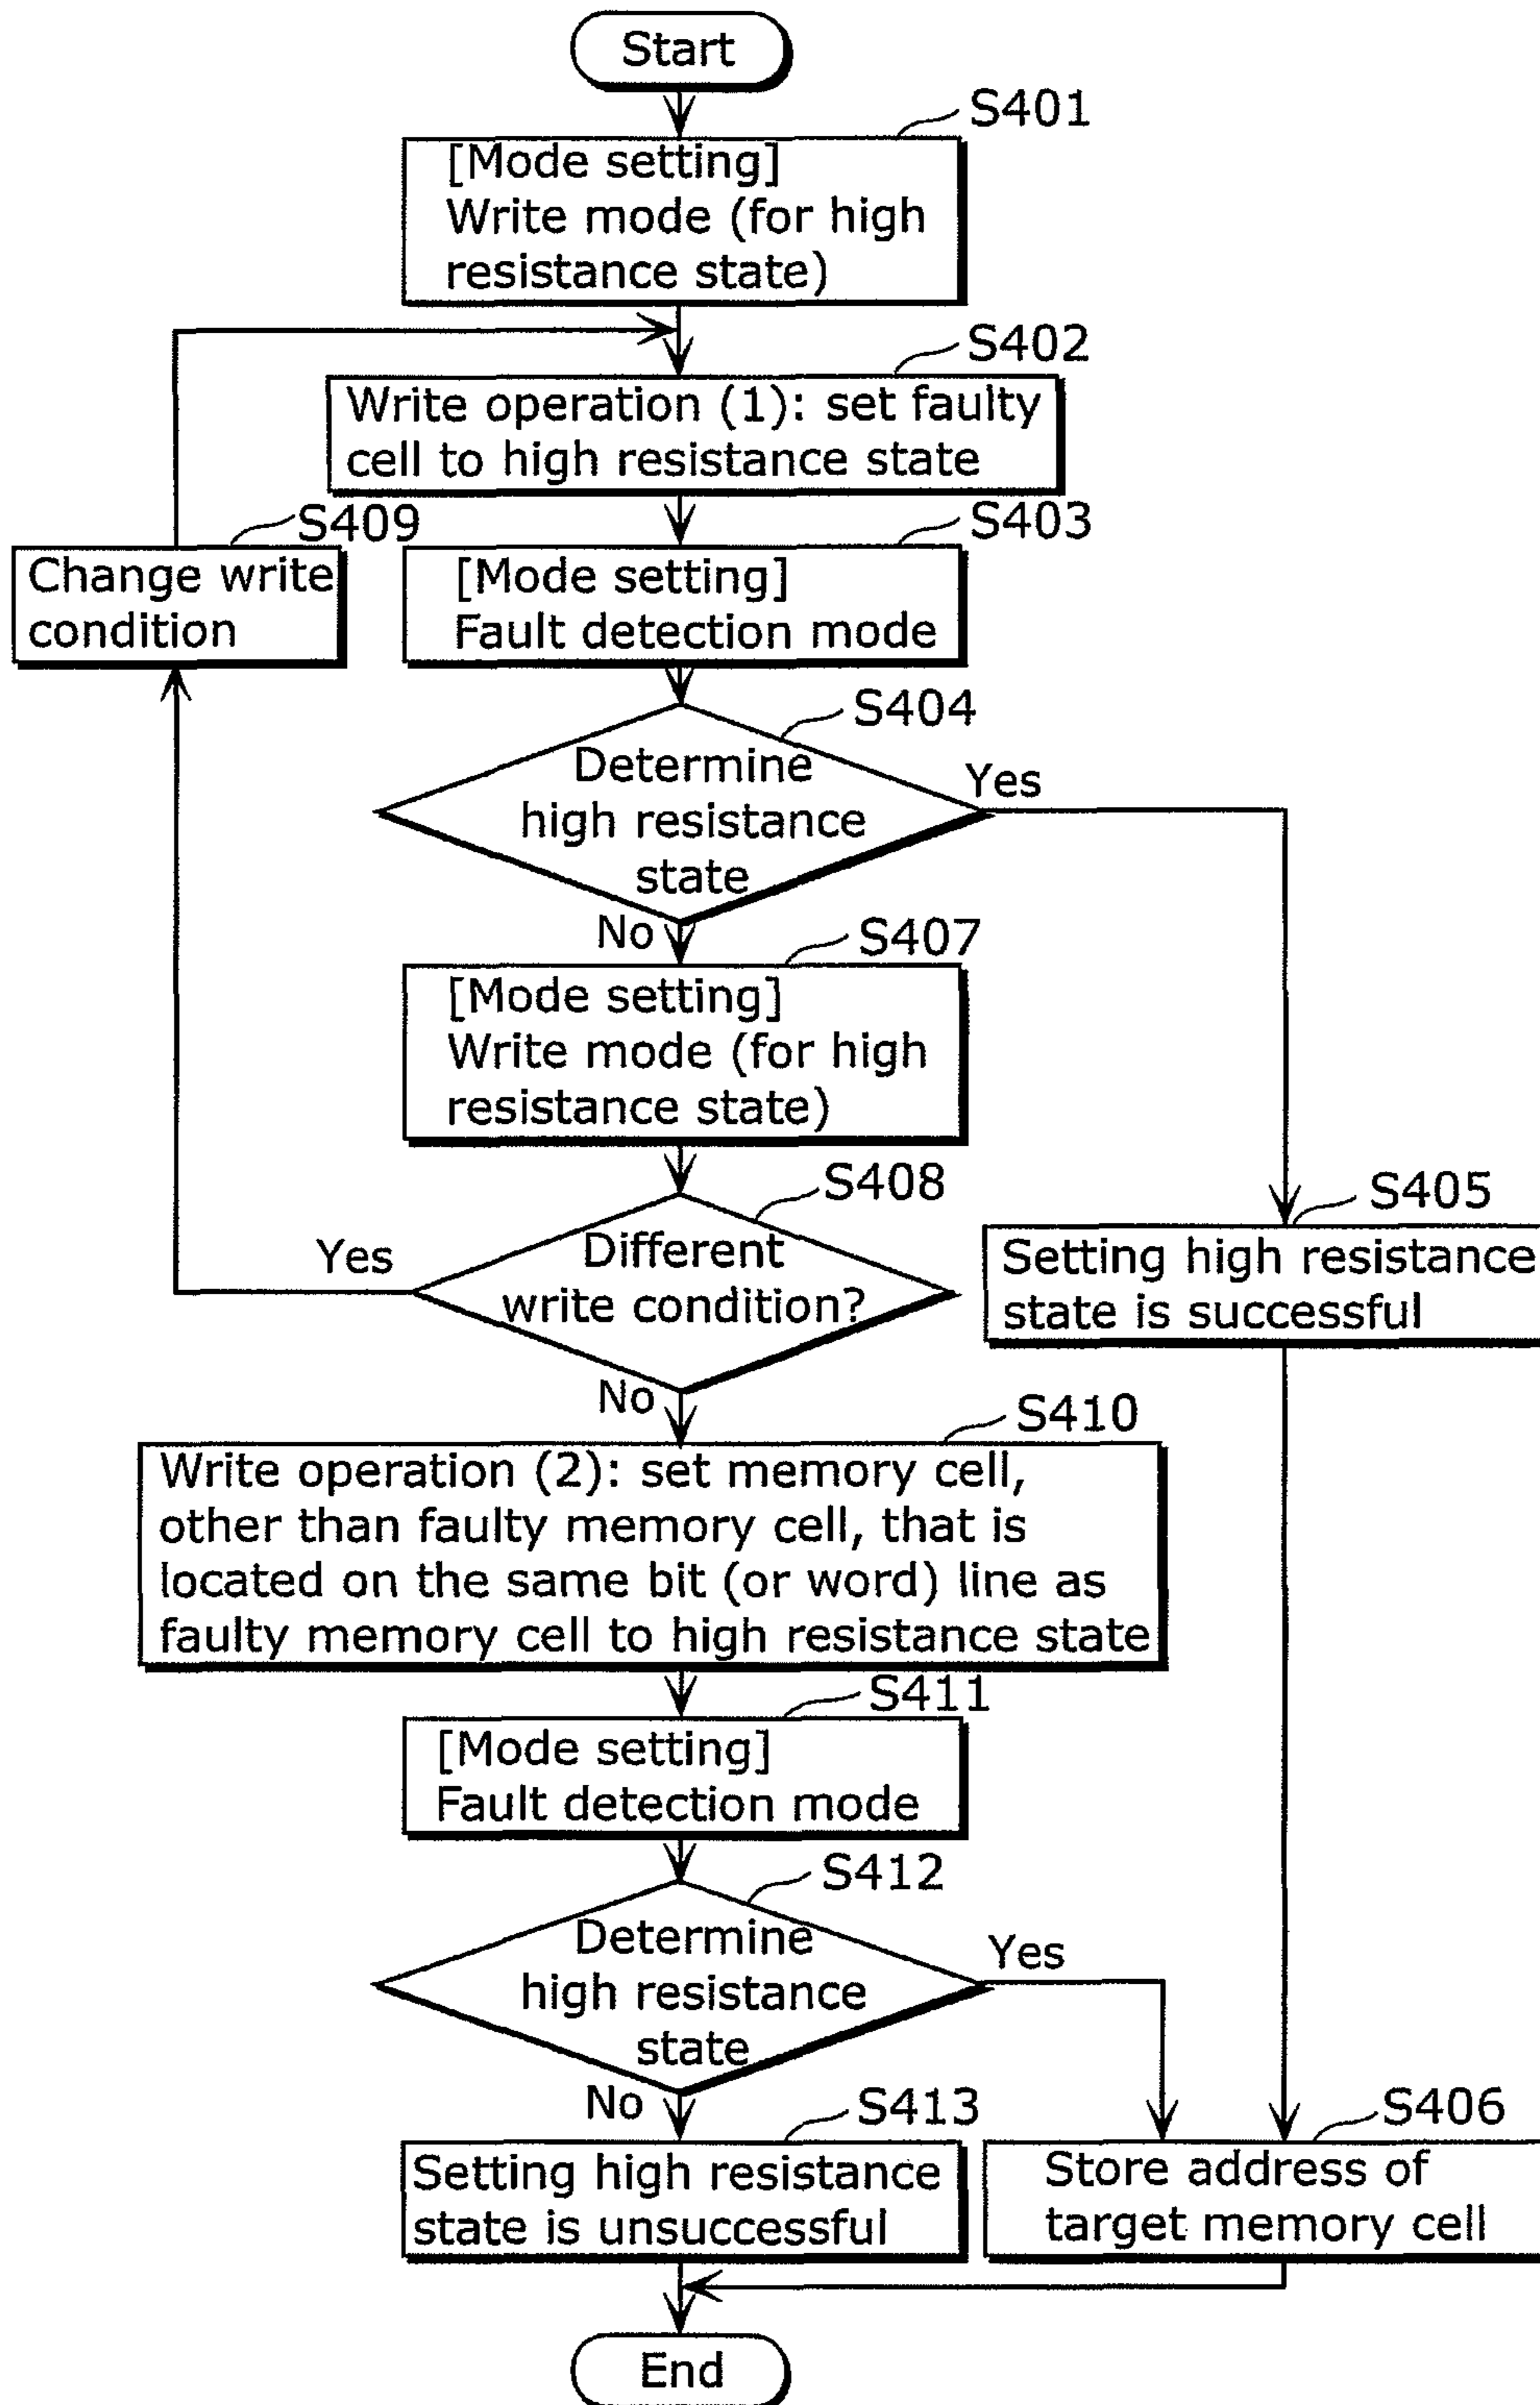 Start
S401
[Mode setting]
Write mode (for high
resistance state)
S402
Write operation (1): set faulty
cell to high resistance state
S409
Change write
condition
S403
[Mode setting]
Fault detection mode
S404
Determine
high resistance
state
Yes
No
S407
[Mode setting]
Write mode (for high
resistance state)
S408
Different
write condition?
Yes
No
S405
Setting high resistance
state is successful
S410
Write operation (2): set memory cell,
other than faulty memory cell, that is
located on the same bit (or word) line as
faulty memory cell to high resistance state
S411
[Mode setting]
Fault detection mode
S412
Determine
high resistance
state
Yes
No
S413
Setting high resistance
state is unsuccessful
S406
Store address of
target memory cell
End